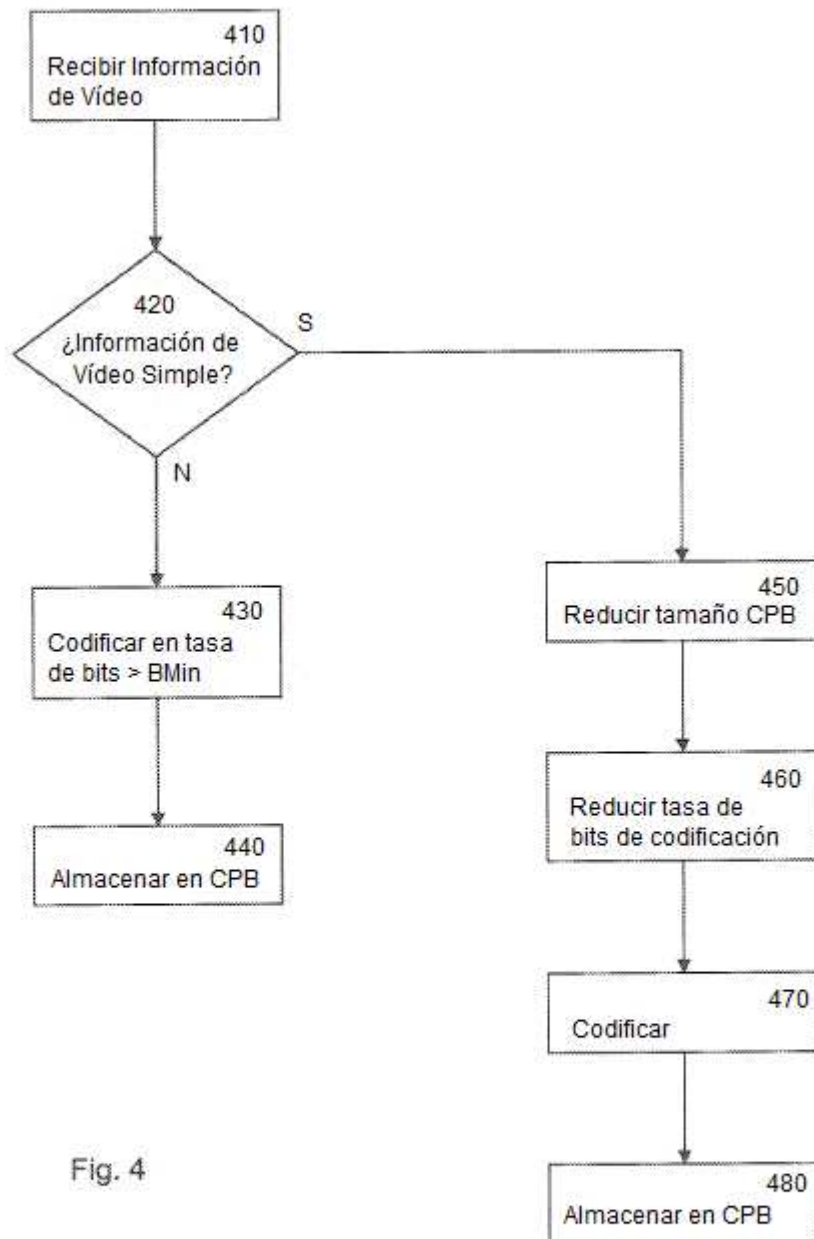 410
Recibir Información
de Vídeo
420
¿Información de
Vídeo Simple?
S
N
430
Codificar en tasa
de bits > BMin
440
Almacenar en CPB
450
Reducir tamaño CPB
460
Reducir tasa de
bits de codificación
470
Codificar
480
Almacenar en CPB
Fig. 4